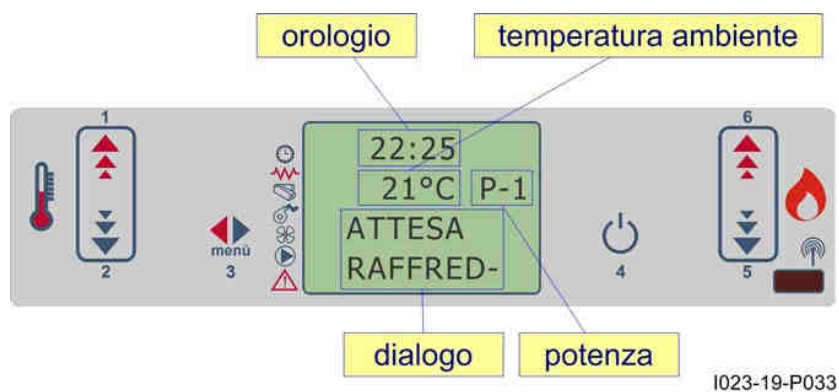 orologio
temperatura ambiente
1
6
22:25
21°C P-1
ATTESA
RAFFRED-
menù
2
3
4
5
dialogo
potenza
I023-19-P033